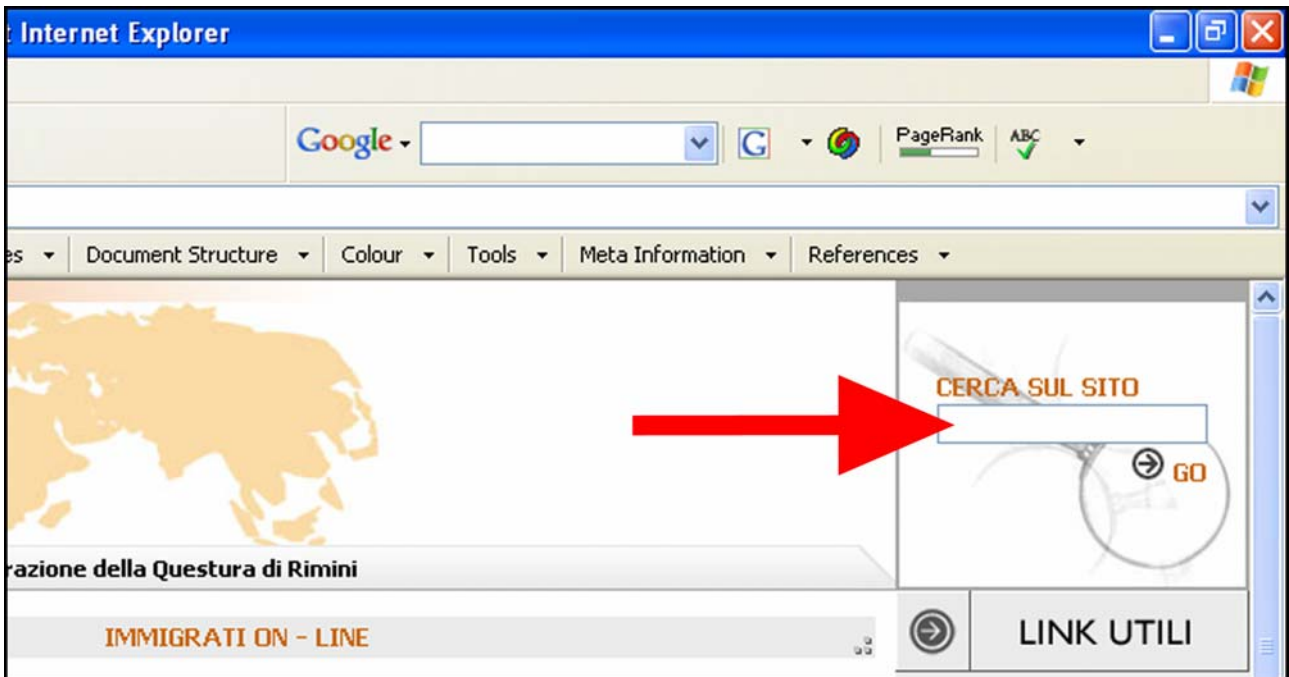 t Internet Explorer
Google
G
PageRank
ABC
es Document Structure Colour Tools Meta Information References
CERCA SUL SITO
GO
razione della Questura di Rimini
IMMIGRATI ON - LINE
LINK UTILI